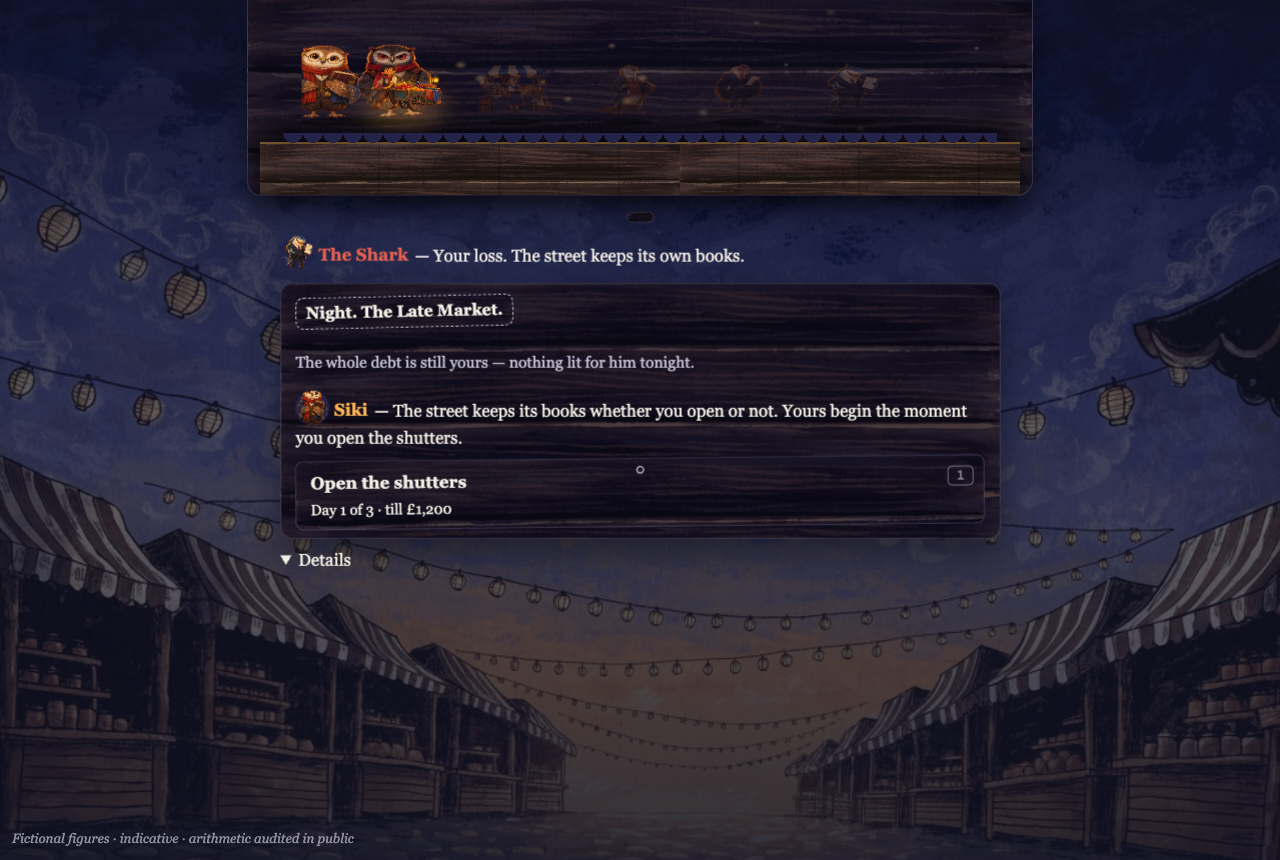 The Shark — Your loss. The street keeps its own books.
Night. The Late Market.
The whole debt is still yours — nothing lit for him tonight.
Siki — The street keeps its books whether you open or not. Yours begin the moment
you open the shutters.
Open the shutters
1
Day 1 of 3 · till £1,200
▼ Details
Fictional figures · indicative · arithmetic audited in public